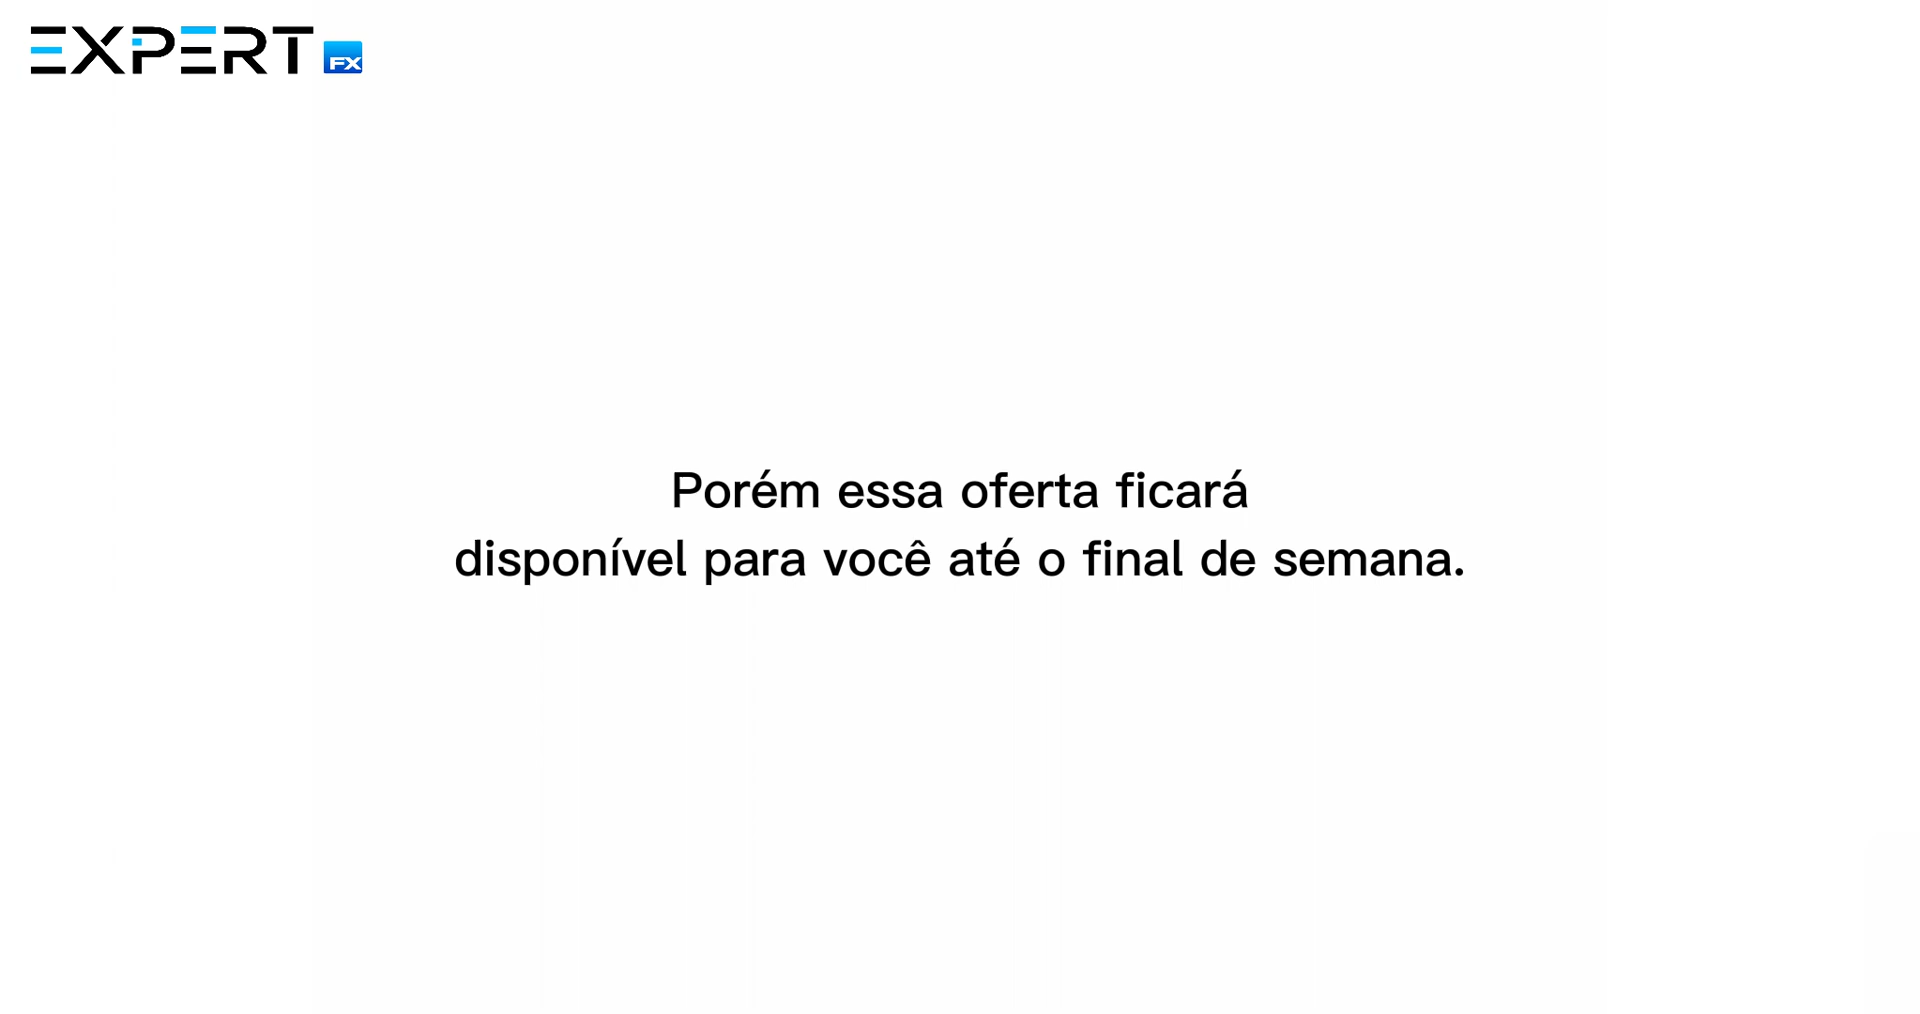 EXPERT FX
Porém essa oferta ficará
disponível para você até o final de semana.